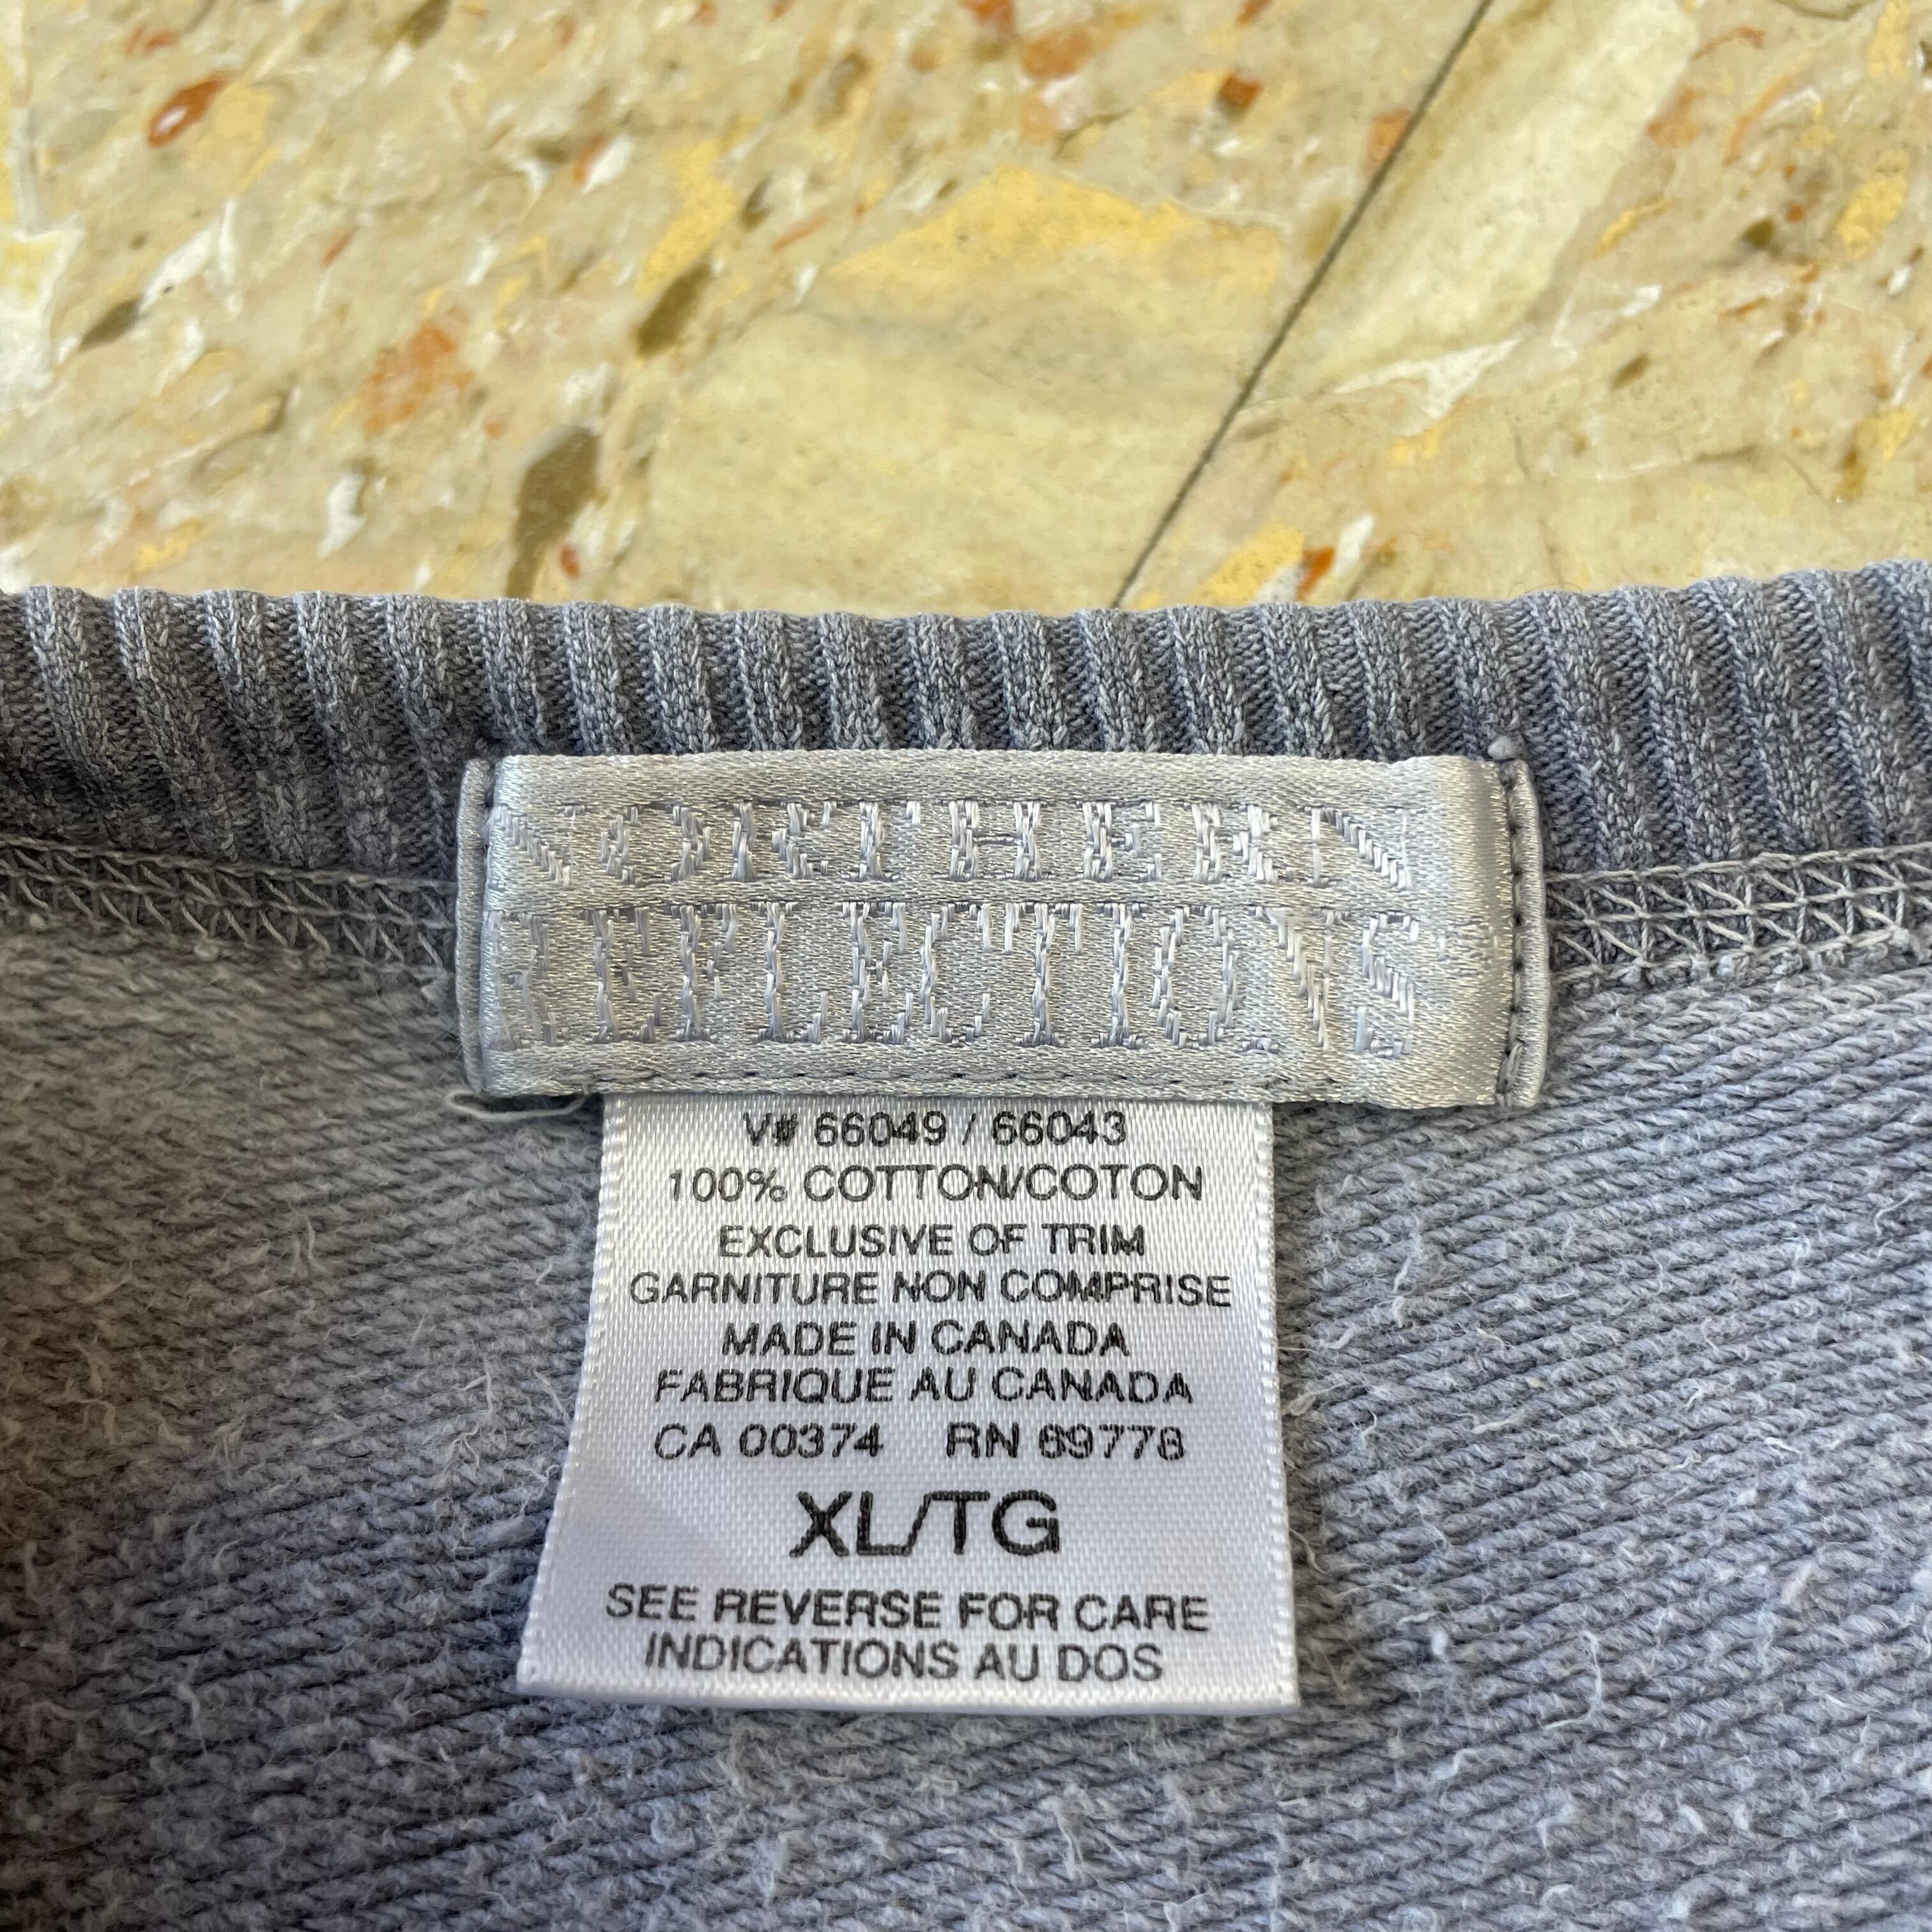 NORTHERN
REFLECTIONS
V# 66049 / 66043
100% COTTON/COTON
EXCLUSIVE OF TRIM
GARNITURE NON COMPRISE
MADE IN CANADA
FABRIQUE AU CANADA
CA 00374 RN 69778
XL/TG
SEE REVERSE FOR CARE
INDICATIONS AU DOS